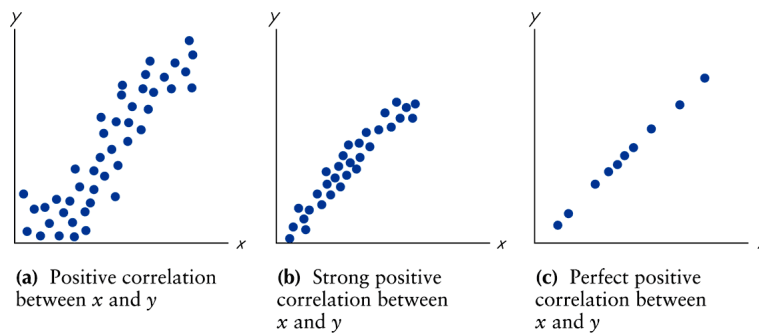 y
x
(a) Positive correlation
between x and y
y
x
(b) Strong positive
correlation between
x and y
y
(c) Perfect positive
correlation between
x and y